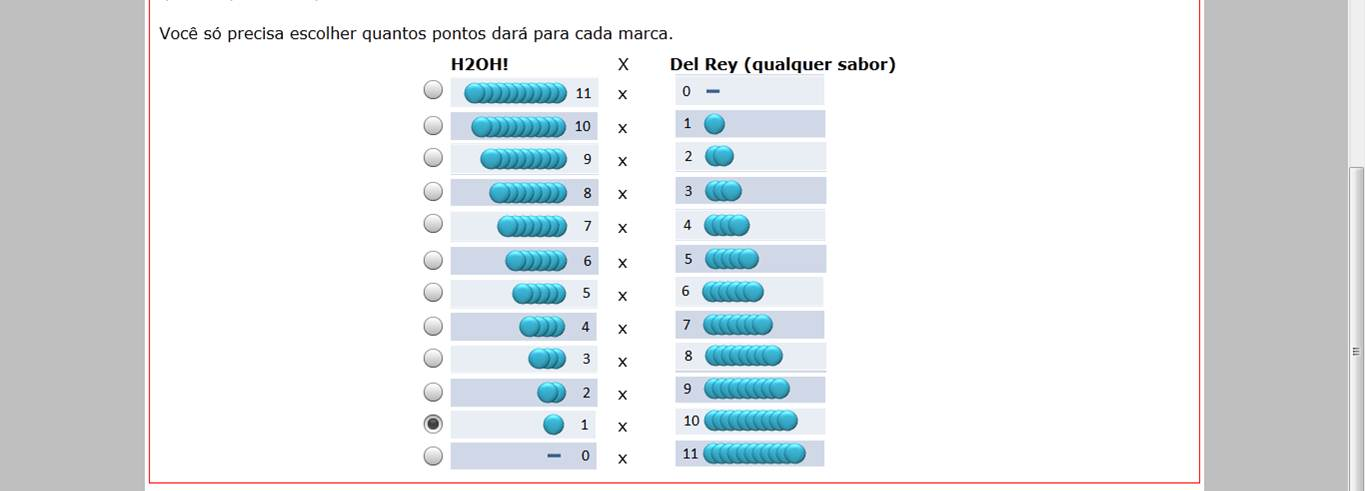 Você só precisa escolher quantos pontos dará para cada marca.
H2OH! X Del Rey (qualquer sabor)
11 x 0
10 x 1
9 x 2
8 x 3
7 x 4
6 x 5
5 x 6
4 x 7
3 x 8
2 x 9
1 x 10
0 x 11